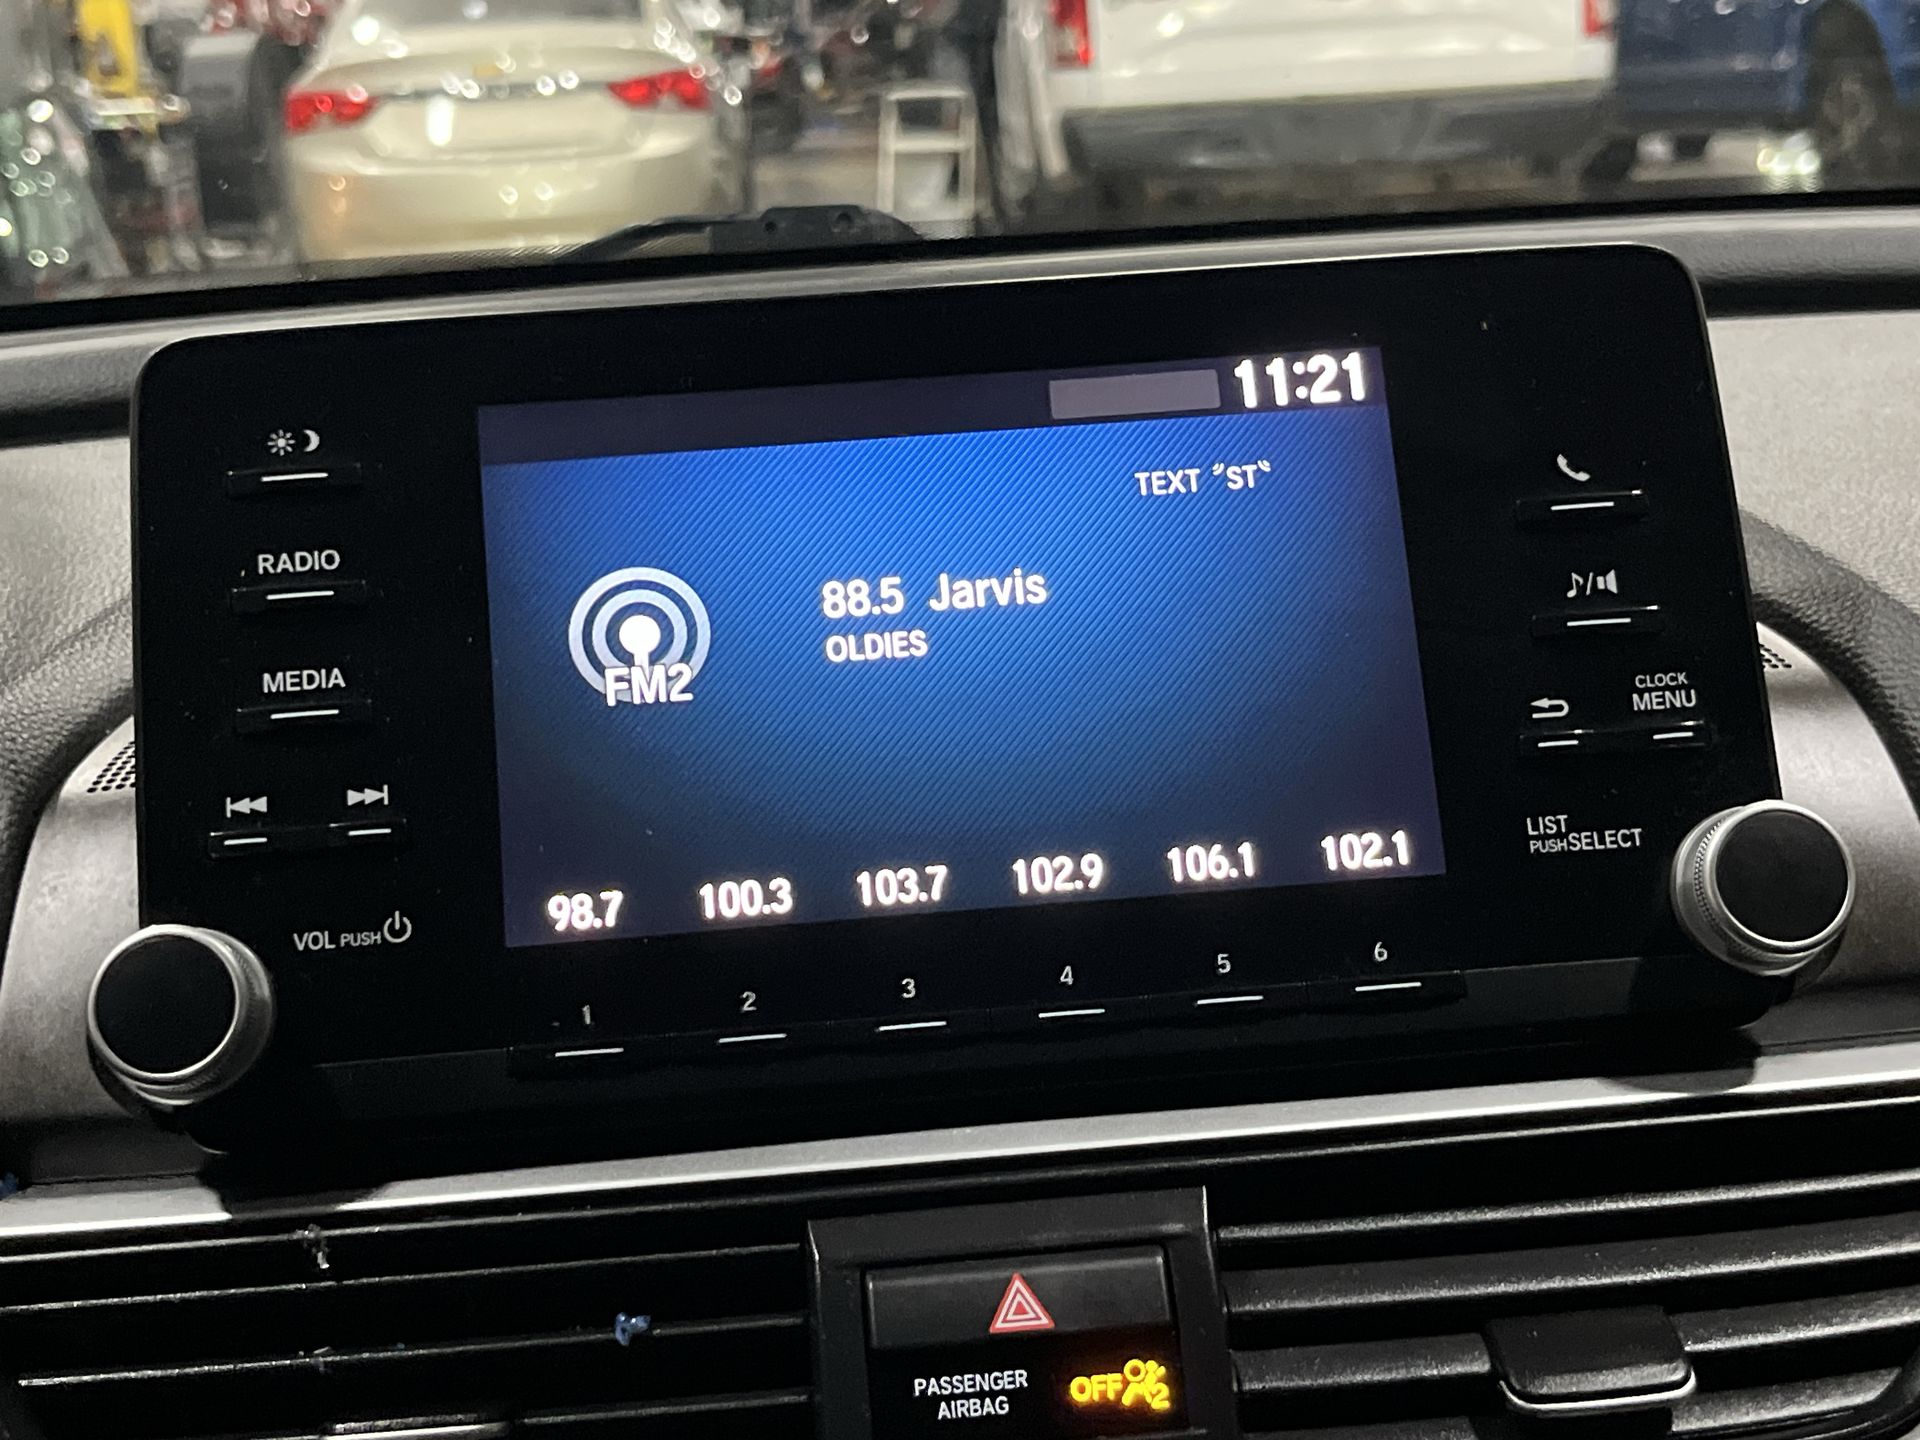 11:21
TEXT "ST"
RADIO
88.5 Jarvis
OLDIES
FM2
MEDIA
CLOCK
MENU
LIST
PUSH SELECT
98.7 100.3 103.7 102.9 106.1 102.1
VOL PUSH
1 2 3 4 5 6
PASSENGER
AIRBAG
OFF 2